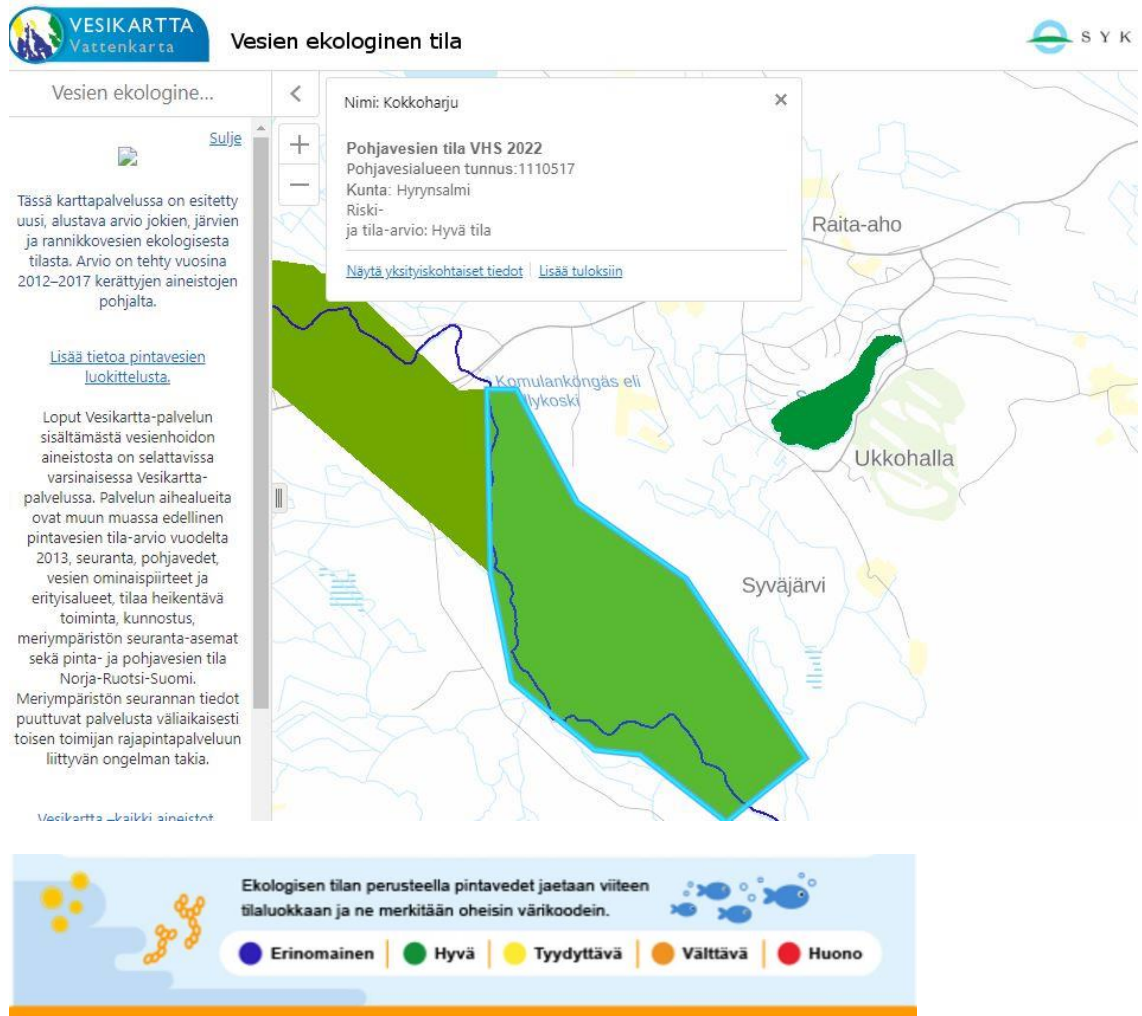 VESIKARTTA
Vattenkarta
Vesien ekologinen tila
S Y K
Vesien ekologine...
Sulje
Tässä karttapalvelussa on esitetty
uusi, alustava arvio jokien, järvien
ja rannikkovesien ekologisesta
tilasta. Arvio on tehty vuosina
2012–2017 kerättyjen aineistojen
pohjalta.
Lisää tietoa pintavesien
luokittelusta.
Loput Vesikartta-palvelun
sisältämästä vesienhoidon
aineistosta on selattavissa
varsinaisessa Vesikartta-
palvelussa. Palvelun aihealueita
ovat muun muassa edellinen
pintavesien tila-arvio vuodelta
2013, seuranta, pohjavedet,
vesien ominaispiirteet ja
erityisalueet, tilaa heikentävä
toiminta, kunnostus,
meriympäristön seuranta-asemat
sekä pinta- ja pohjavesien tila
Norja-Ruotsi-Suomi.
Meriympäristön seurannan tiedot
puuttuvat palvelusta väliaikaisesti
toisen toimijan rajapintapalveluun
liittyvän ongelman takia.
Vesikartta –kaikki aineistot
Nimi: Kokkoharju
Pohjavesien tila VHS 2022
Pohjavesialueen tunnus:1110517
Kunta: Hyrynsalmi
Riski-
ja tila-arvio: Hyvä tila
Näytä yksityiskohtaiset tiedot
Lisää tuloksiin
Raita-aho
Komulanköngäs eli
Ukkohalla
Syväjärvi
Ekologisen tilan perusteella pintavedet jaetaan viiteen
tilaluokkaan ja ne merkitään oheisin värikoodein.
Erinomainen Hyvä Tyydyttävä Välttävä Huono